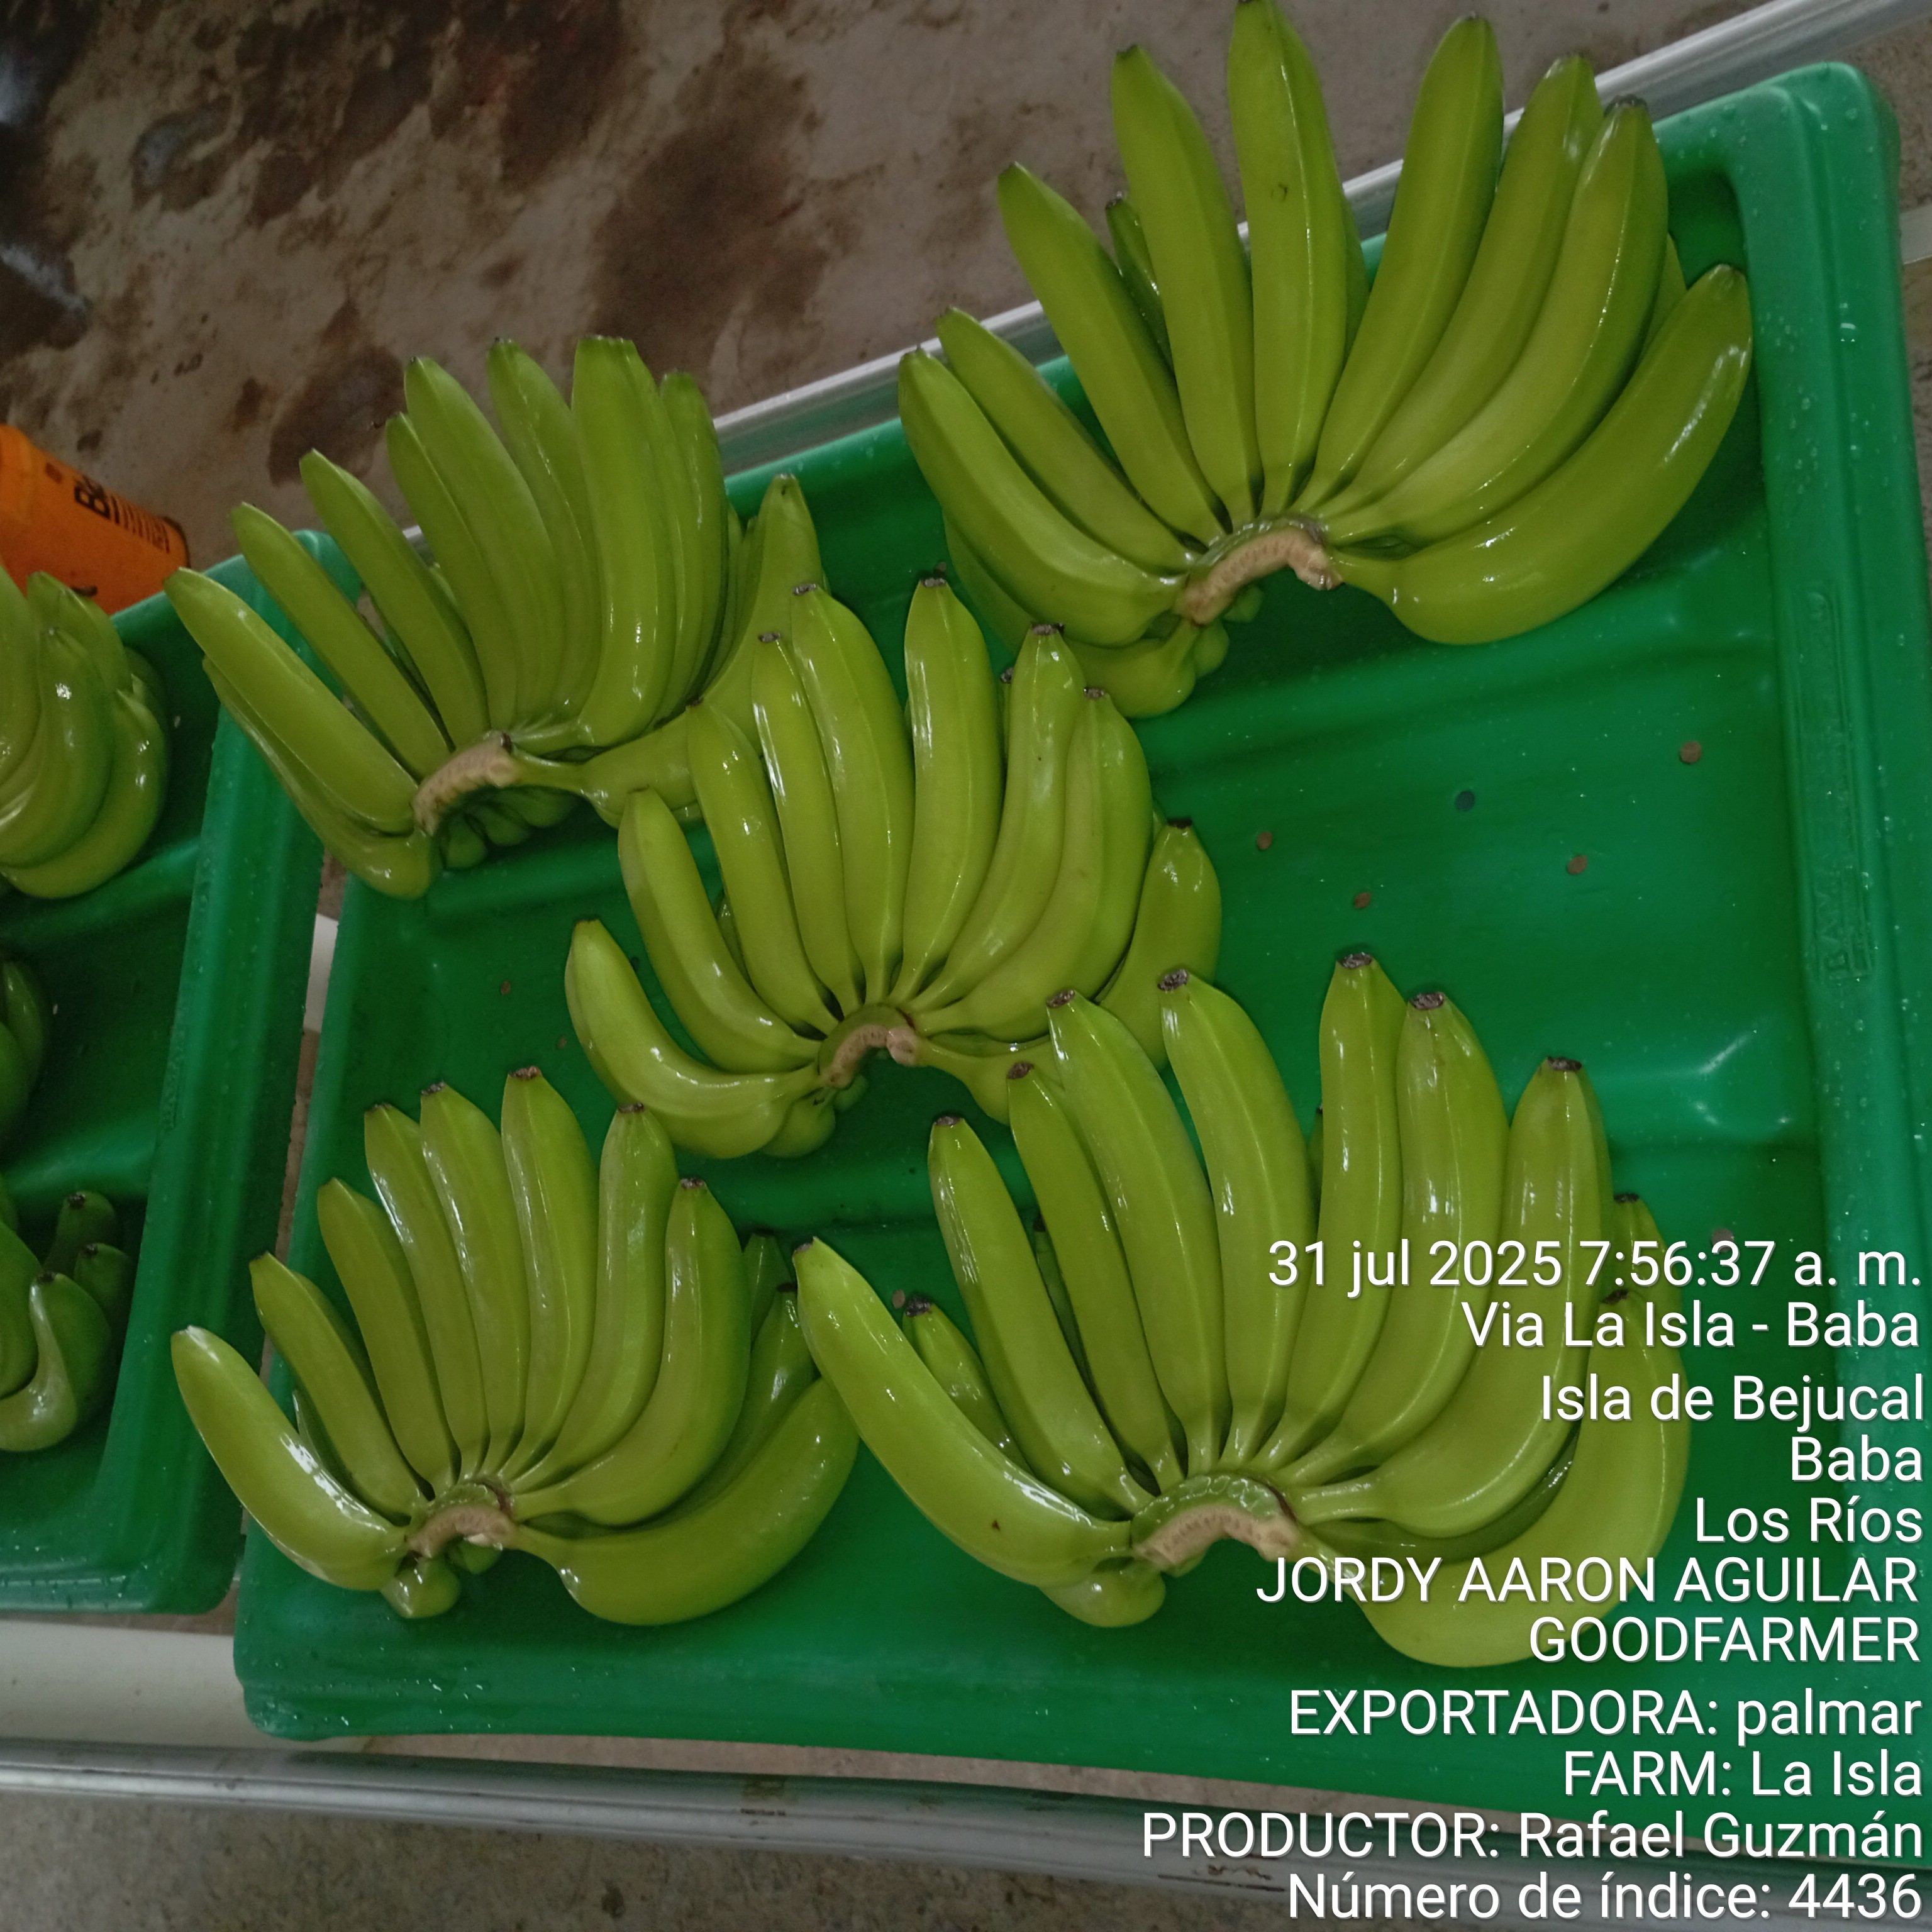 31 jul 2025 7:56:37 a. m.
Via La Isla - Baba
Isla de Bejucal
Baba
Los Ríos
JORDY AARON AGUILAR
GOODFARMER
EXPORTADORA: palmar
FARM: La Isla
PRODUCTOR: Rafael Guzmán
Número de índice: 4436